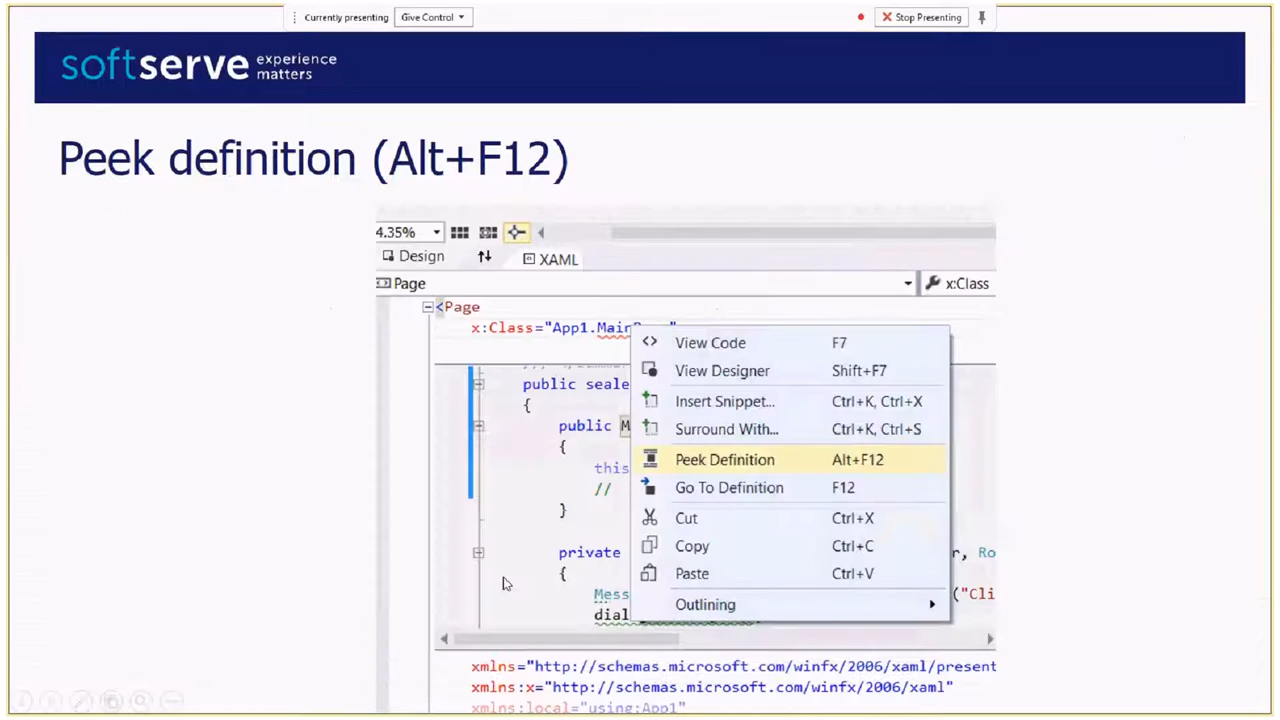 Currently presenting Give Control Stop Presenting
softserve experience matters
Peek definition (Alt+F12)
4.35%
Design XAML
Page x:Class
<Page
x:Class="App1.Main "
View Code F7
View Designer Shift+F7
public seale
{
Insert Snippet... Ctrl+K, Ctrl+X
public M
Surround With... Ctrl+K, Ctrl+S
{
this
Peek Definition Alt+F12
//
Go To Definition F12
}
Cut Ctrl+X
private
Copy Ctrl+C
r, Ro
{
Paste Ctrl+V
Mess
("Cli
dial
Outlining
xmlns="http://schemas.microsoft.com/winfx/2006/xaml/present
xmlns:x="http://schemas.microsoft.com/winfx/2006/xaml"
xmlns:local="using:App1"